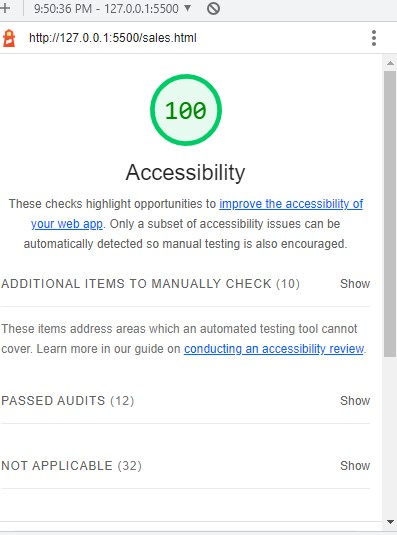 9:50:36 PM - 127.0.0.1:5500
http://127.0.0.1:5500/sales.html
100
Accessibility
These checks highlight opportunities to improve the accessibility of
your web app. Only a subset of accessibility issues can be
automatically detected so manual testing is also encouraged.
ADDITIONAL ITEMS TO MANUALLY CHECK (10) Show
These items address areas which an automated testing tool cannot
cover. Learn more in our guide on conducting an accessibility review.
PASSED AUDITS (12) Show
NOT APPLICABLE (32) Show